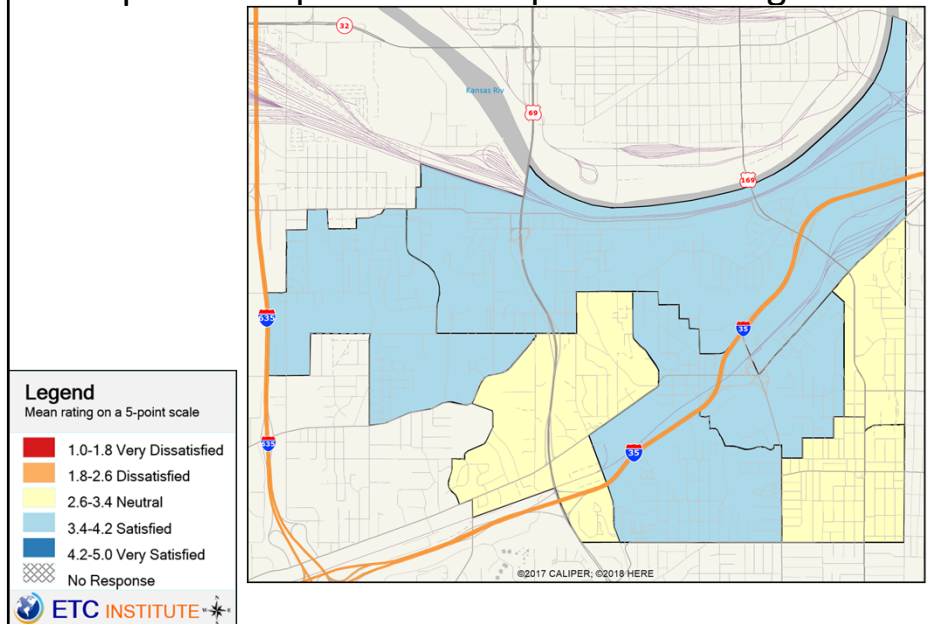 32
Kansas Riv
69
169
635
35
635
35
Legend
Mean rating on a 5-point scale
1.0-1.8 Very Dissatisfied
1.8-2.6 Dissatisfied
2.6-3.4 Neutral
3.4-4.2 Satisfied
4.2-5.0 Very Satisfied
No Response
©2017 CALIPER; ©2018 HERE
ETC INSTITUTE
W
E
S